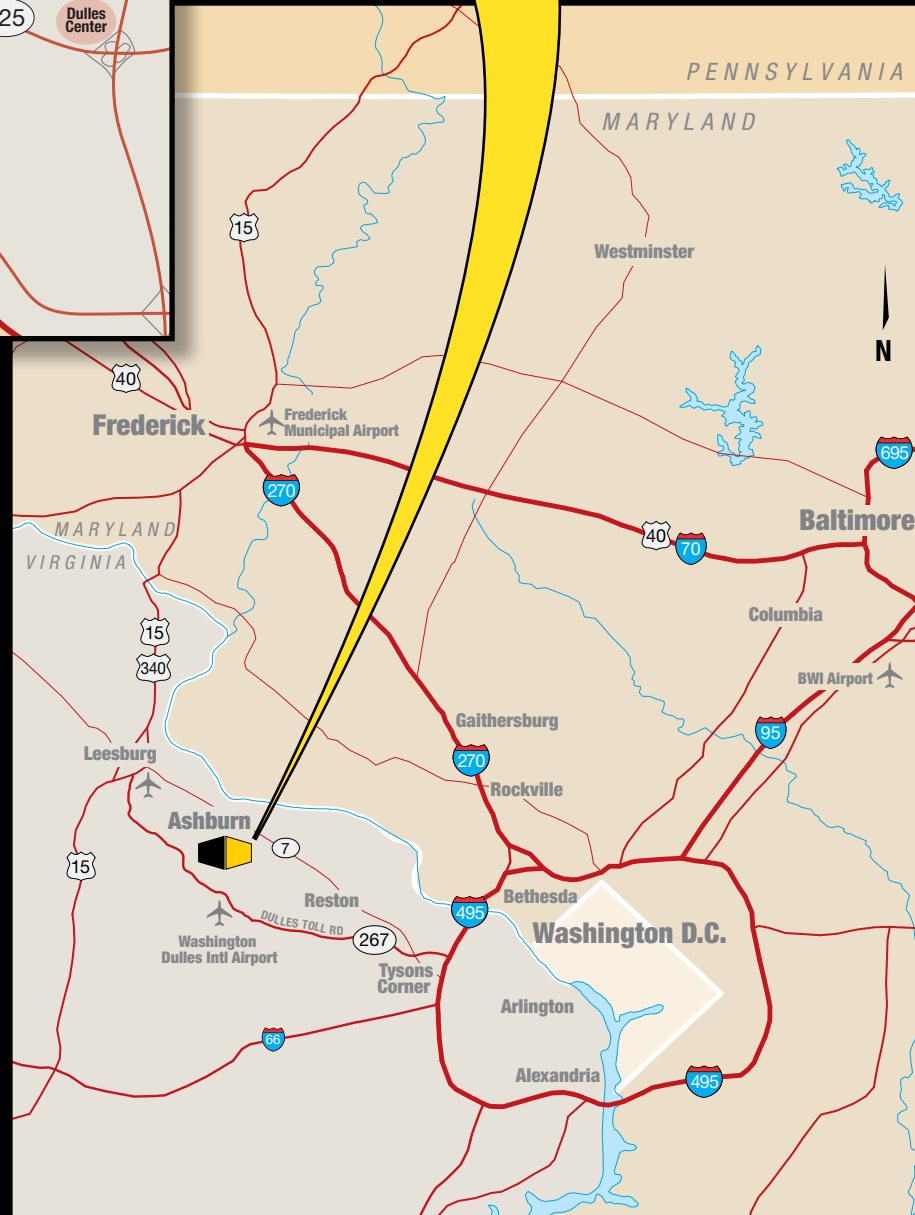 25
Dulles
Center
PENNSYLVANIA
MARYLAND
15
Westminster
N
40
Frederick
Frederick
Municipal Airport
695
270
Baltimore
MARYLAND
40
70
VIRGINIA
15
Columbia
340
BWI Airport
Gaithersburg
95
Leesburg
270
Rockville
Ashburn
7
15
Reston
Bethesda
495
DULLES TOLL RD
267
Washington D.C.
Washington
Dulles Intl Airport
Tysons
Corner
Arlington
66
Alexandria
495